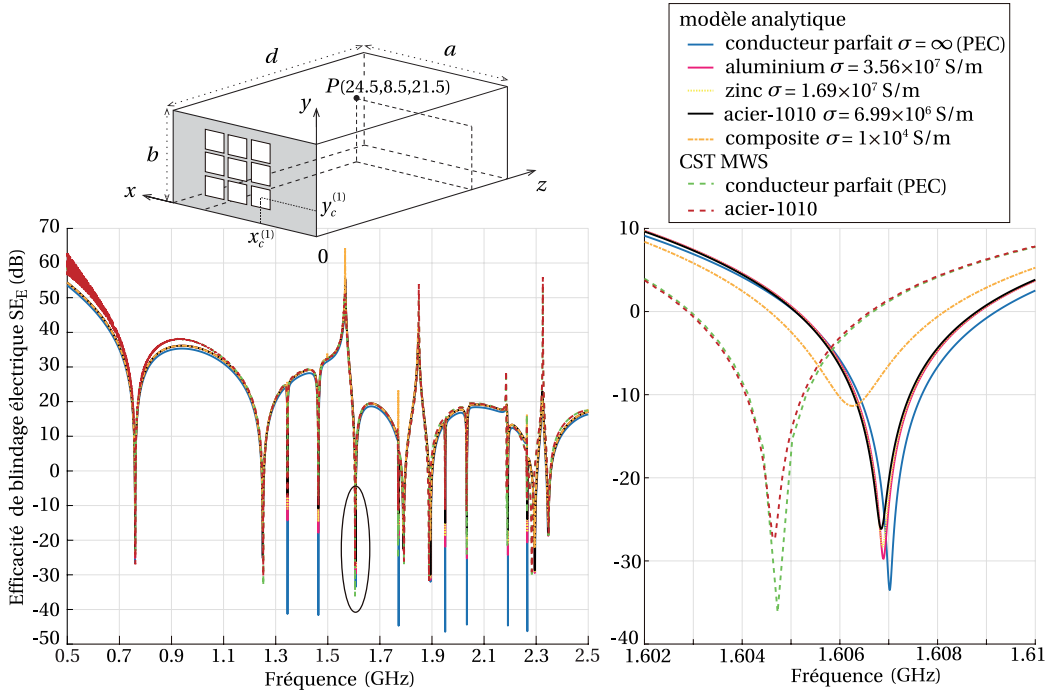 d
a
P(24.5,8.5,21.5)
y
b
x
z
y_c^(1)
x_c^(1)
0
modèle analytique
conducteur parfait σ = ∞ (PEC)
aluminium σ = 3.56×10⁷ S/m
zinc σ = 1.69×10⁷ S/m
acier-1010 σ = 6.99×10⁶ S/m
composite σ = 1×10⁴ S/m
CST MWS
conducteur parfait (PEC)
acier-1010
Efficacité de blindage électrique SE_E (dB)
70
60
50
40
30
20
10
0
-10
-20
-30
-40
-50
0.5 0.7 0.9 1.1 1.3 1.5 1.7 1.9 2.1 2.3 2.5
Fréquence (GHz)
10
0
-10
-20
-30
-40
1.602 1.604 1.606 1.608 1.610
Fréquence (GHz)